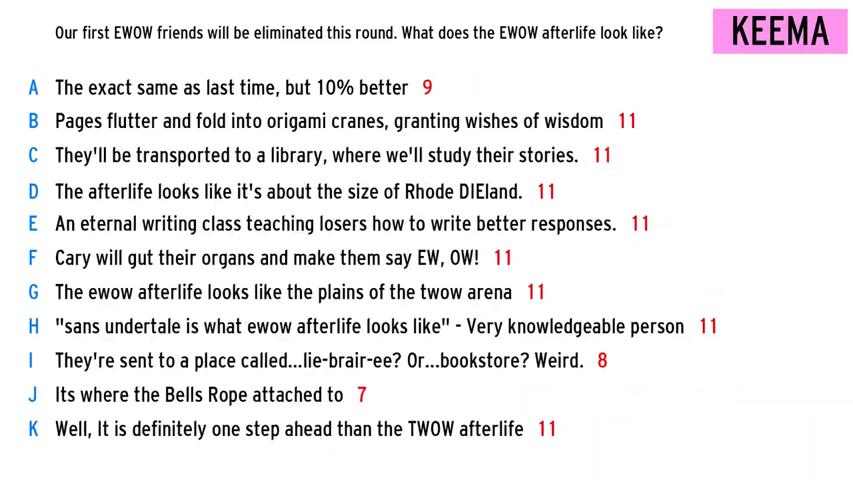 Our first EWOW friends will be eliminated this round. What does the EWOW afterlife look like?
KEEMA
A The exact same as last time, but 10% better 9
B Pages flutter and fold into origami cranes, granting wishes of wisdom 11
C They'll be transported to a library, where we'll study their stories. 11
D The afterlife looks like it's about the size of Rhode DIEland. 11
E An eternal writing class teaching losers how to write better responses. 11
F Cary will gut their organs and make them say EW, OW! 11
G The ewow afterlife looks like the plains of the twow arena 11
H "sans undertale is what ewow afterlife looks like" - Very knowledgeable person 11
I They're sent to a place called...lie-brair-ee? Or...bookstore? Weird. 8
J Its where the Bells Rope attached to 7
K Well, It is definitely one step ahead than the TWOW afterlife 11